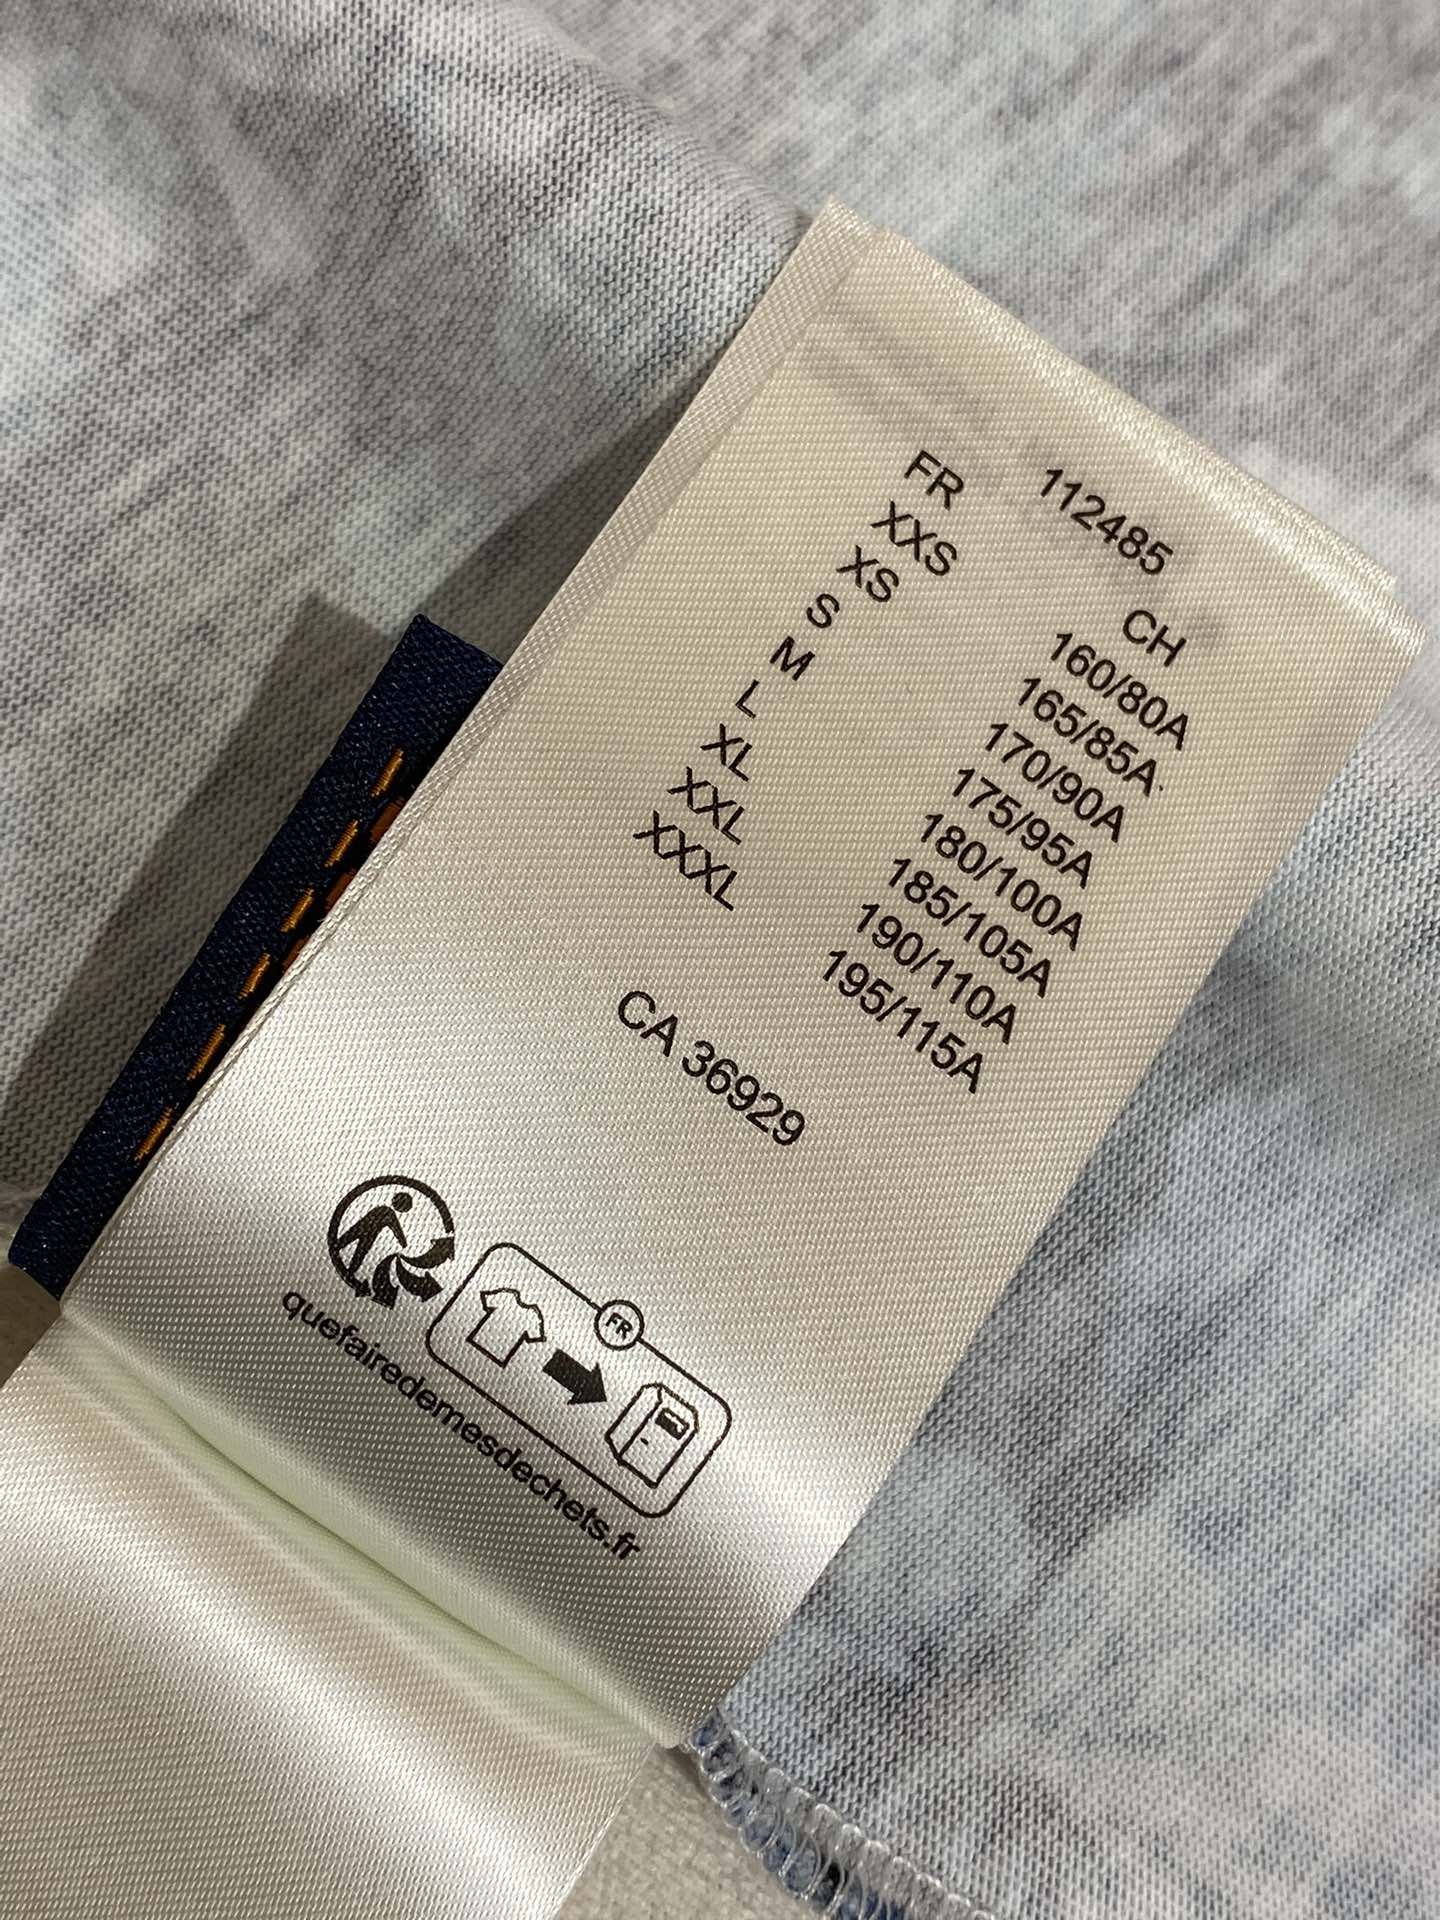 112485
FR CH
XXS 160/80A
XS 165/85A
S 170/90A
M 175/95A
L 180/100A
XL 185/105A
XXL 190/110A
XXXL 195/115A
CA 36929
FR
quefairedemesdechets.fr